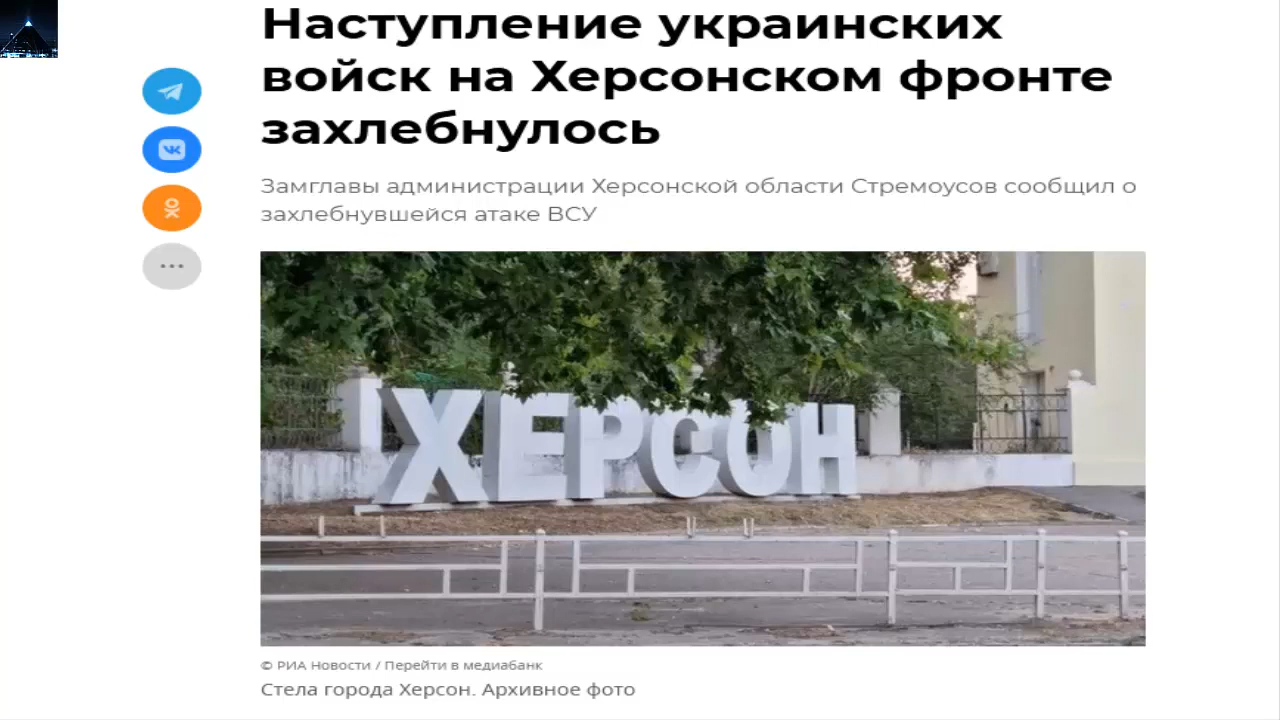 Наступление украинских
войск на Херсонском фронте
захлебнулось
Замглавы администрации Херсонской области Стремоусов сообщил о
захлебнувшейся атаке ВСУ
ХЕРСОН
© РИА Новости / Перейти в медиабанк
Стела города Херсон. Архивное фото